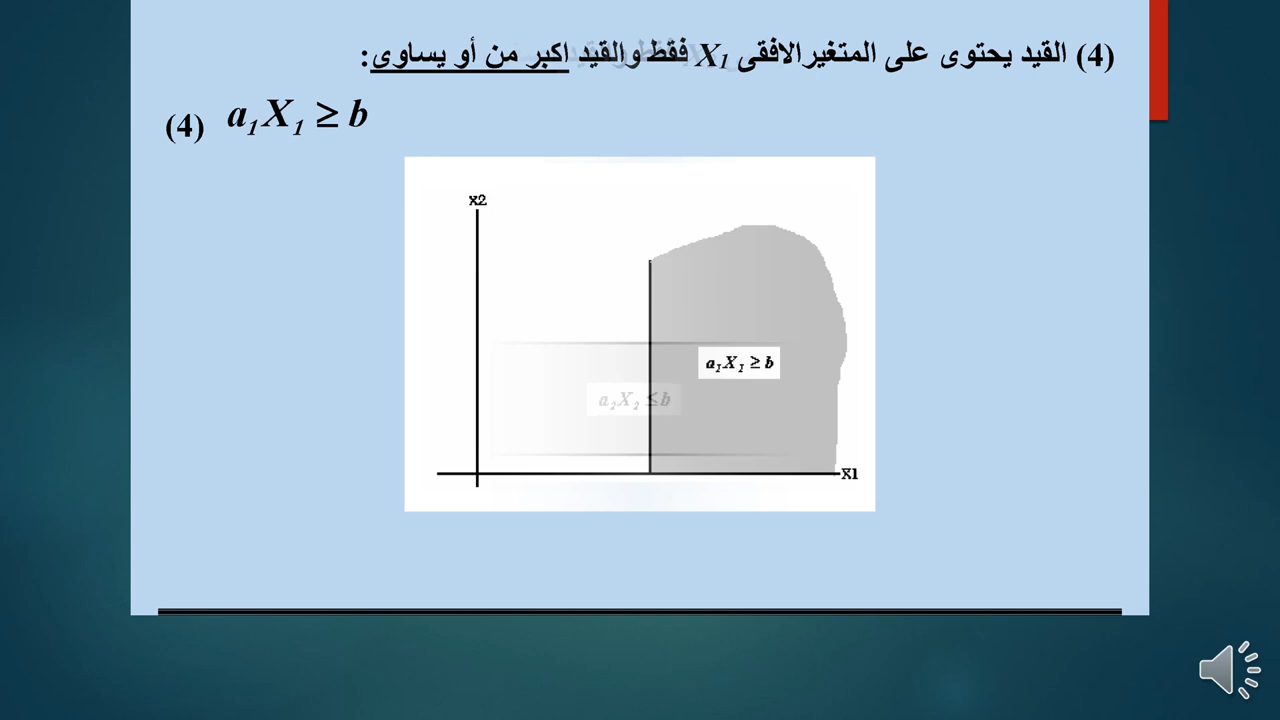 (4) القيد يحتوى على المتغيرالافقى X1 فقط والقيد اكبر من أو يساوى:
(4) a1X1 ≥ b
x2
a1X1 ≥ b
a2X2 ≤ b
X1